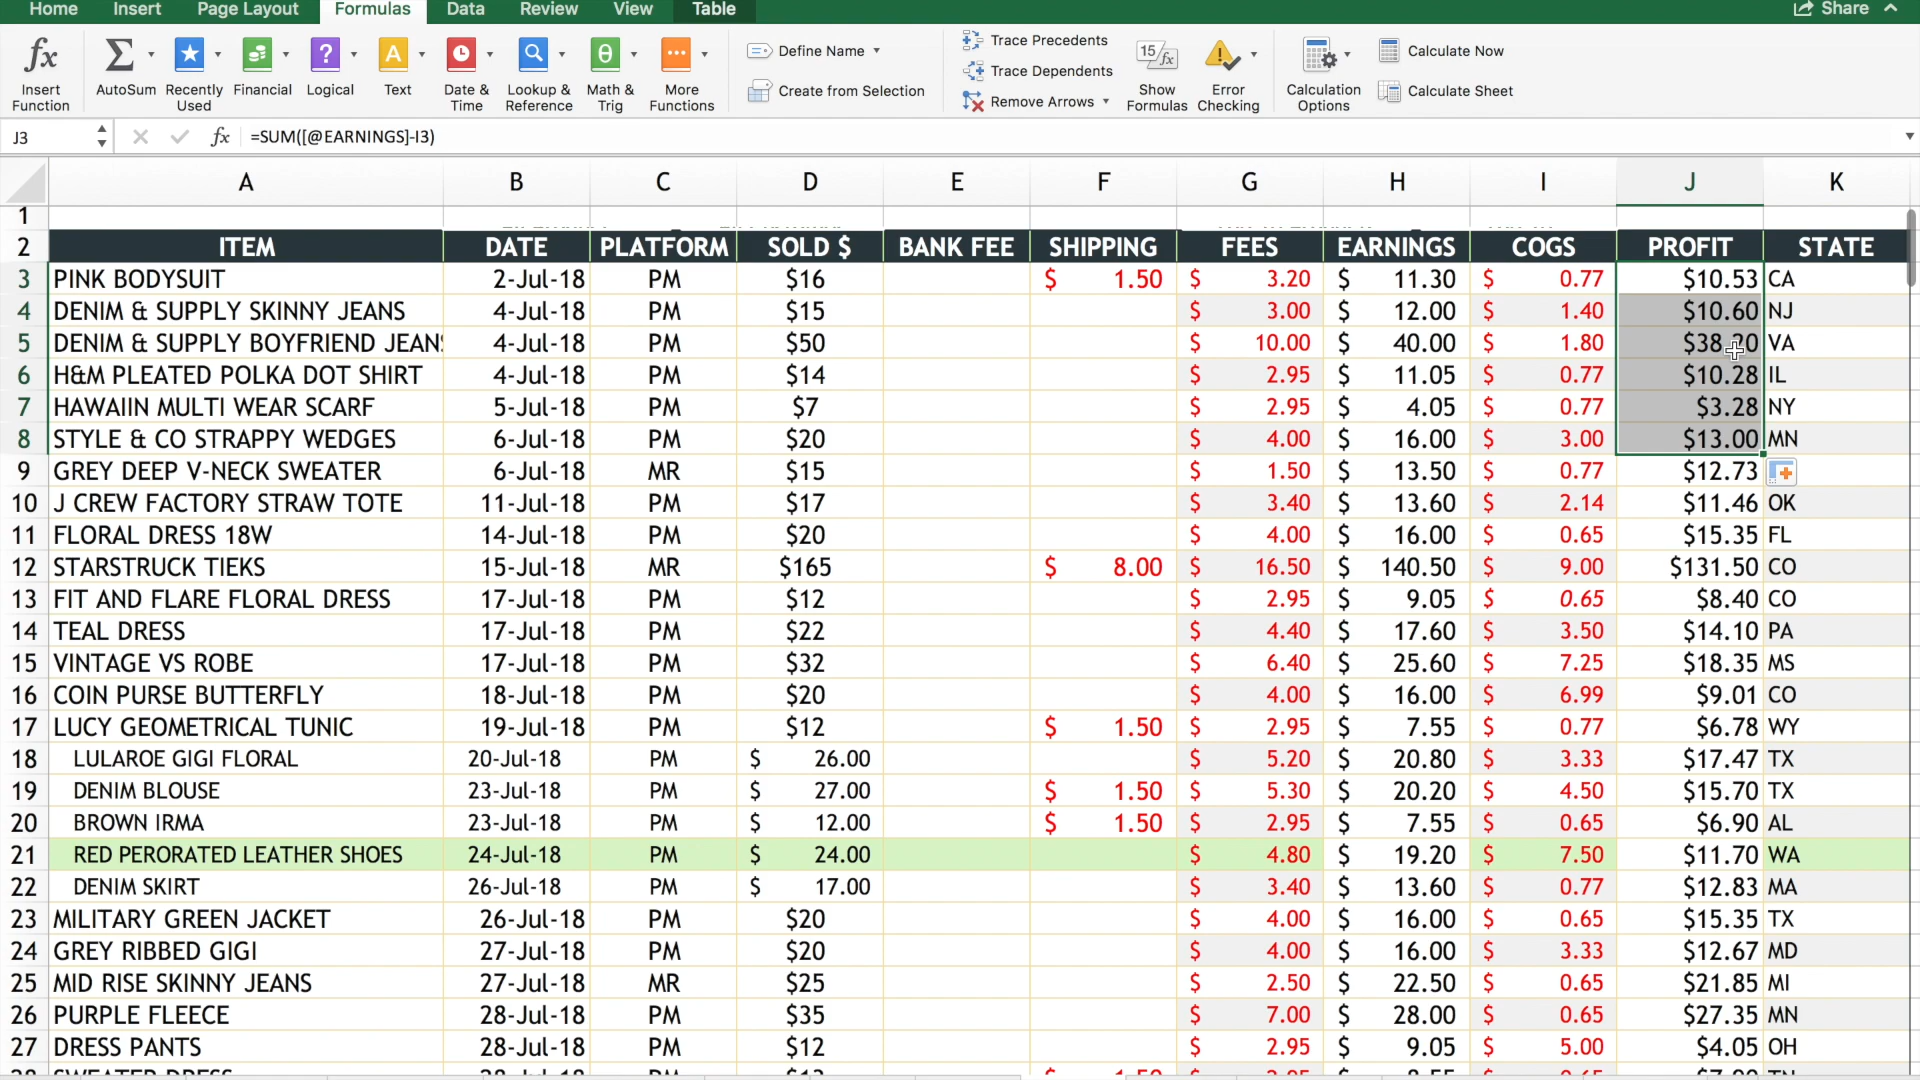 Home Insert Page Layout Formulas Data Review View Table Share
Insert Function AutoSum Recently Used Financial Logical Text Date & Time Lookup & Reference Math & Trig More Functions Define Name Create from Selection Trace Precedents Trace Dependents Remove Arrows Show Formulas Error Checking Calculation Options Calculate Now Calculate Sheet
J3 fx =SUM([@EARNINGS]-I3)
A B C D E F G H I J K
1
2 ITEM DATE PLATFORM SOLD $ BANK FEE SHIPPING FEES EARNINGS COGS PROFIT STATE
3 PINK BODYSUIT 2-Jul-18 PM $16 $ 1.50 $ 3.20 $ 11.30 $ 0.77 $10.53 CA
4 DENIM & SUPPLY SKINNY JEANS 4-Jul-18 PM $15 $ 3.00 $ 12.00 $ 1.40 $10.60 NJ
5 DENIM & SUPPLY BOYFRIEND JEAN 4-Jul-18 PM $50 $ 10.00 $ 40.00 $ 1.80 $38.20 VA
6 H&M PLEATED POLKA DOT SHIRT 4-Jul-18 PM $14 $ 2.95 $ 11.05 $ 0.77 $10.28 IL
7 HAWAIIN MULTI WEAR SCARF 5-Jul-18 PM $7 $ 2.95 $ 4.05 $ 0.77 $3.28 NY
8 STYLE & CO STRAPPY WEDGES 6-Jul-18 PM $20 $ 4.00 $ 16.00 $ 3.00 $13.00 MN
9 GREY DEEP V-NECK SWEATER 6-Jul-18 MR $15 $ 1.50 $ 13.50 $ 0.77 $12.73
10 J CREW FACTORY STRAW TOTE 11-Jul-18 PM $17 $ 3.40 $ 13.60 $ 2.14 $11.46 OK
11 FLORAL DRESS 18W 14-Jul-18 PM $20 $ 4.00 $ 16.00 $ 0.65 $15.35 FL
12 STARSTRUCK TIEKS 15-Jul-18 MR $165 $ 8.00 $ 16.50 $ 140.50 $ 9.00 $131.50 CO
13 FIT AND FLARE FLORAL DRESS 17-Jul-18 PM $12 $ 2.95 $ 9.05 $ 0.65 $8.40 CO
14 TEAL DRESS 17-Jul-18 PM $22 $ 4.40 $ 17.60 $ 3.50 $14.10 PA
15 VINTAGE VS ROBE 17-Jul-18 PM $32 $ 6.40 $ 25.60 $ 7.25 $18.35 MS
16 COIN PURSE BUTTERFLY 18-Jul-18 PM $20 $ 4.00 $ 16.00 $ 6.99 $9.01 CO
17 LUCY GEOMETRICAL TUNIC 19-Jul-18 PM $12 $ 1.50 $ 2.95 $ 7.55 $ 0.77 $6.78 WY
18 LULAROE GIGI FLORAL 20-Jul-18 PM $ 26.00 $ 5.20 $ 20.80 $ 3.33 $17.47 TX
19 DENIM BLOUSE 23-Jul-18 PM $ 27.00 $ 1.50 $ 5.30 $ 20.20 $ 4.50 $15.70 TX
20 BROWN IRMA 23-Jul-18 PM $ 12.00 $ 1.50 $ 2.95 $ 7.55 $ 0.65 $6.90 AL
21 RED PERORATED LEATHER SHOES 24-Jul-18 PM $ 24.00 $ 4.80 $ 19.20 $ 7.50 $11.70 WA
22 DENIM SKIRT 26-Jul-18 PM $ 17.00 $ 3.40 $ 13.60 $ 0.77 $12.83 MA
23 MILITARY GREEN JACKET 26-Jul-18 PM $20 $ 4.00 $ 16.00 $ 0.65 $15.35 TX
24 GREY RIBBED GIGI 27-Jul-18 PM $20 $ 4.00 $ 16.00 $ 3.33 $12.67 MD
25 MID RISE SKINNY JEANS 27-Jul-18 MR $25 $ 2.50 $ 22.50 $ 0.65 $21.85 MI
26 PURPLE FLEECE 28-Jul-18 PM $35 $ 7.00 $ 28.00 $ 0.65 $27.35 MN
27 DRESS PANTS 28-Jul-18 PM $12 $ 2.95 $ 9.05 $ 5.00 $4.05 OH